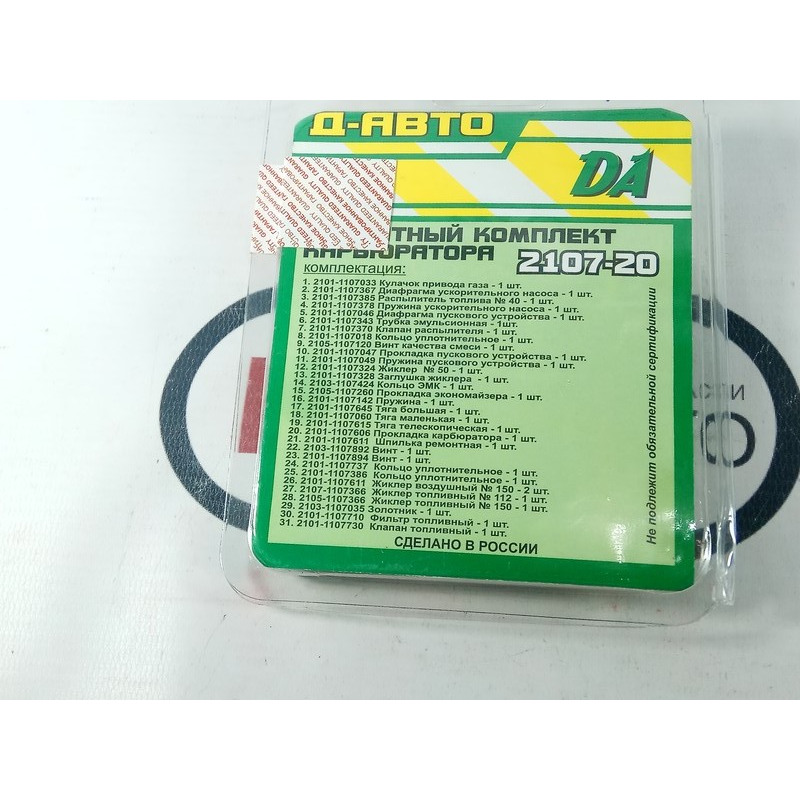 Д-АВТО
DA
ТНЫЙ КОМПЛЕКТ
КАРБЮРАТОРА 2107-20
комплектация:
1. 2101-1107033 Кулачок привода газа - 1 шт.
2. 2101-1107367 Диафрагма ускорительного насоса - 1 шт.
3. 2101-1107385 Распылитель топлива № 40 - 1 шт.
4. 2101-1107378 Пружина ускорительного насоса - 1 шт.
5. 2101-1107046 Диафрагма пускового устройства - 1 шт.
6. 2101-1107343 Трубка эмульсионная - 1шт.
7. 2101-1107370 Клапан распылителя - 1 шт.
8. 2101-1107018 Кольцо уплотнительное - 1 шт.
9. 2105-1107120 Винт качества смеси - 1 шт.
10. 2101-1107047 Прокладка пускового устройства - 1 шт.
11. 2101-1107049 Пружина пускового устройства - 1 шт.
12. 2101-1107324 Жиклер № 50 - 1 шт.
13. 2101-1107328 Заглушка жиклера - 1 шт.
14. 2103-1107424 Кольцо ЭМК - 1 шт.
15. 2105-1107260 Прокладка экономайзера - 1 шт.
16. 2101-1107142 Пружина - 1 шт.
17. 2101-1107645 Тяга большая - 1 шт.
18. 2101-1107060 Тяга маленькая - 1 шт.
19. 2101-1107615 Тяга телескопическая - 1 шт.
20. 2101-1107606 Прокладка карбюратора - 1 шт.
21. 2101-1107611 Шпилька ремонтная - 1 шт.
22. 2103-1107892 Винт - 1 шт.
23. 2101-1107894 Винт - 1 шт.
24. 2101-1107737 Кольцо уплотнительное - 1 шт.
25. 2101-1107386 Кольцо уплотнительное - 1 шт.
26. 2101-1107611 Жиклер воздушный № 150 - 2 шт.
27. 2107-1107366 Жиклер топливный № 112 - 1 шт.
28. 2105-1107366 Жиклер топливный № 150 - 1 шт.
29. 2103-1107035 Золотник - 1 шт.
30. 2101-1107710 Фильтр топливный - 1 шт.
31. 2101-1107730 Клапан топливный - 1 шт.
СДЕЛАНО В РОССИИ
Не подлежит обязательной сертификации